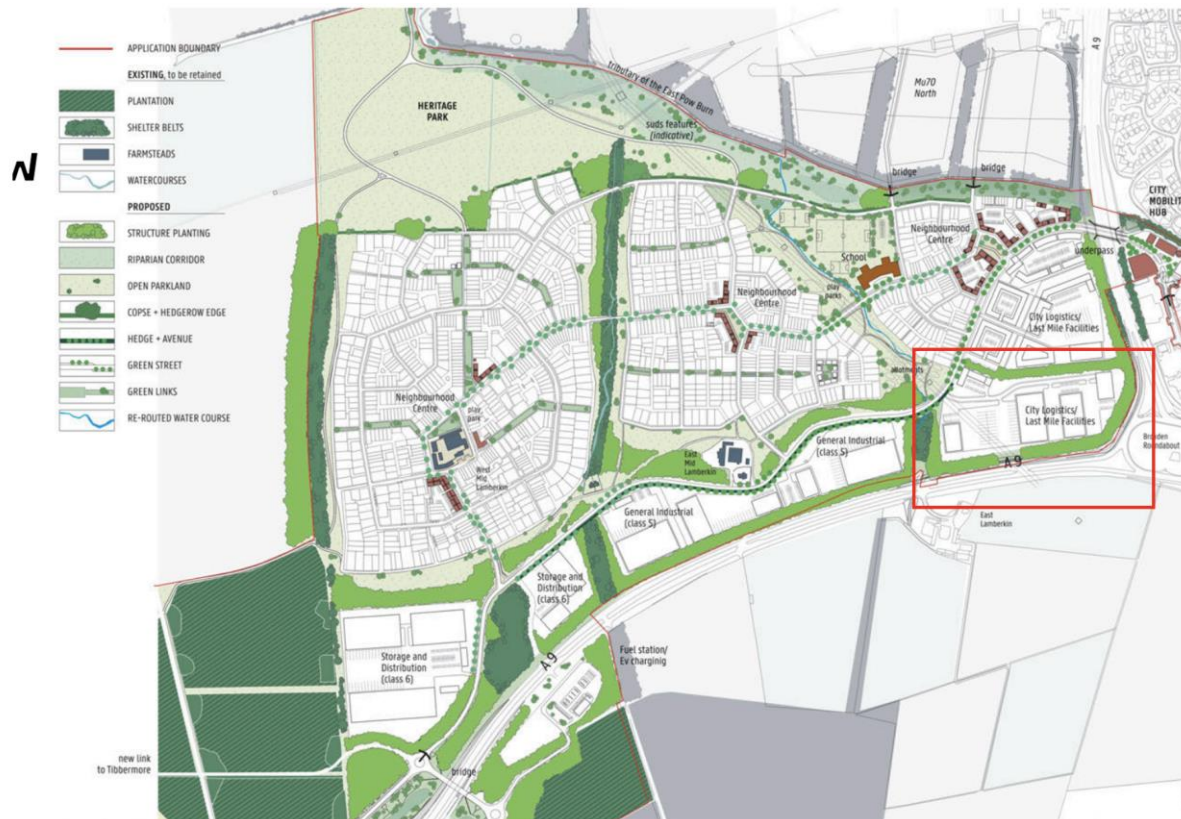 APPLICATION BOUNDARY
EXISTING, to be retained
PLANTATION
SHELTER BELTS
FARMSTEADS
WATERCOURSES
PROPOSED
STRUCTURE PLANTING
RIPARIAN CORRIDOR
OPEN PARKLAND
COPSE + HEDGEROW EDGE
HEDGE + AVENUE
GREEN STREET
GREEN LINKS
RE-ROUTED WATER COURSE
N
HERITAGE
PARK
tributary of the East Pow Burn
suds features
(indicative)
Mu70
North
A9
bridge
bridge
CITY
MOBILIT
HUB
underpass
Neighbourhood
Centre
School
play
parks
Neighbourhood
Centre
City Logistics/
Last Mile Facilities
allotments
City Logistics/
Last Mile Facilities
Broxden
Roundabout
A9
East
Lamberkin
Neighbourhood
Centre
play
park
West
Mid
Lamberkin
East
Mid
Lamberkin
General Industrial
(class 5)
General Industrial
(class 5)
Storage and
Distribution
(class 6)
Storage and
Distribution
(class 6)
A9
Fuel station/
Ev charginig
new link
to Tibbermore
bridge